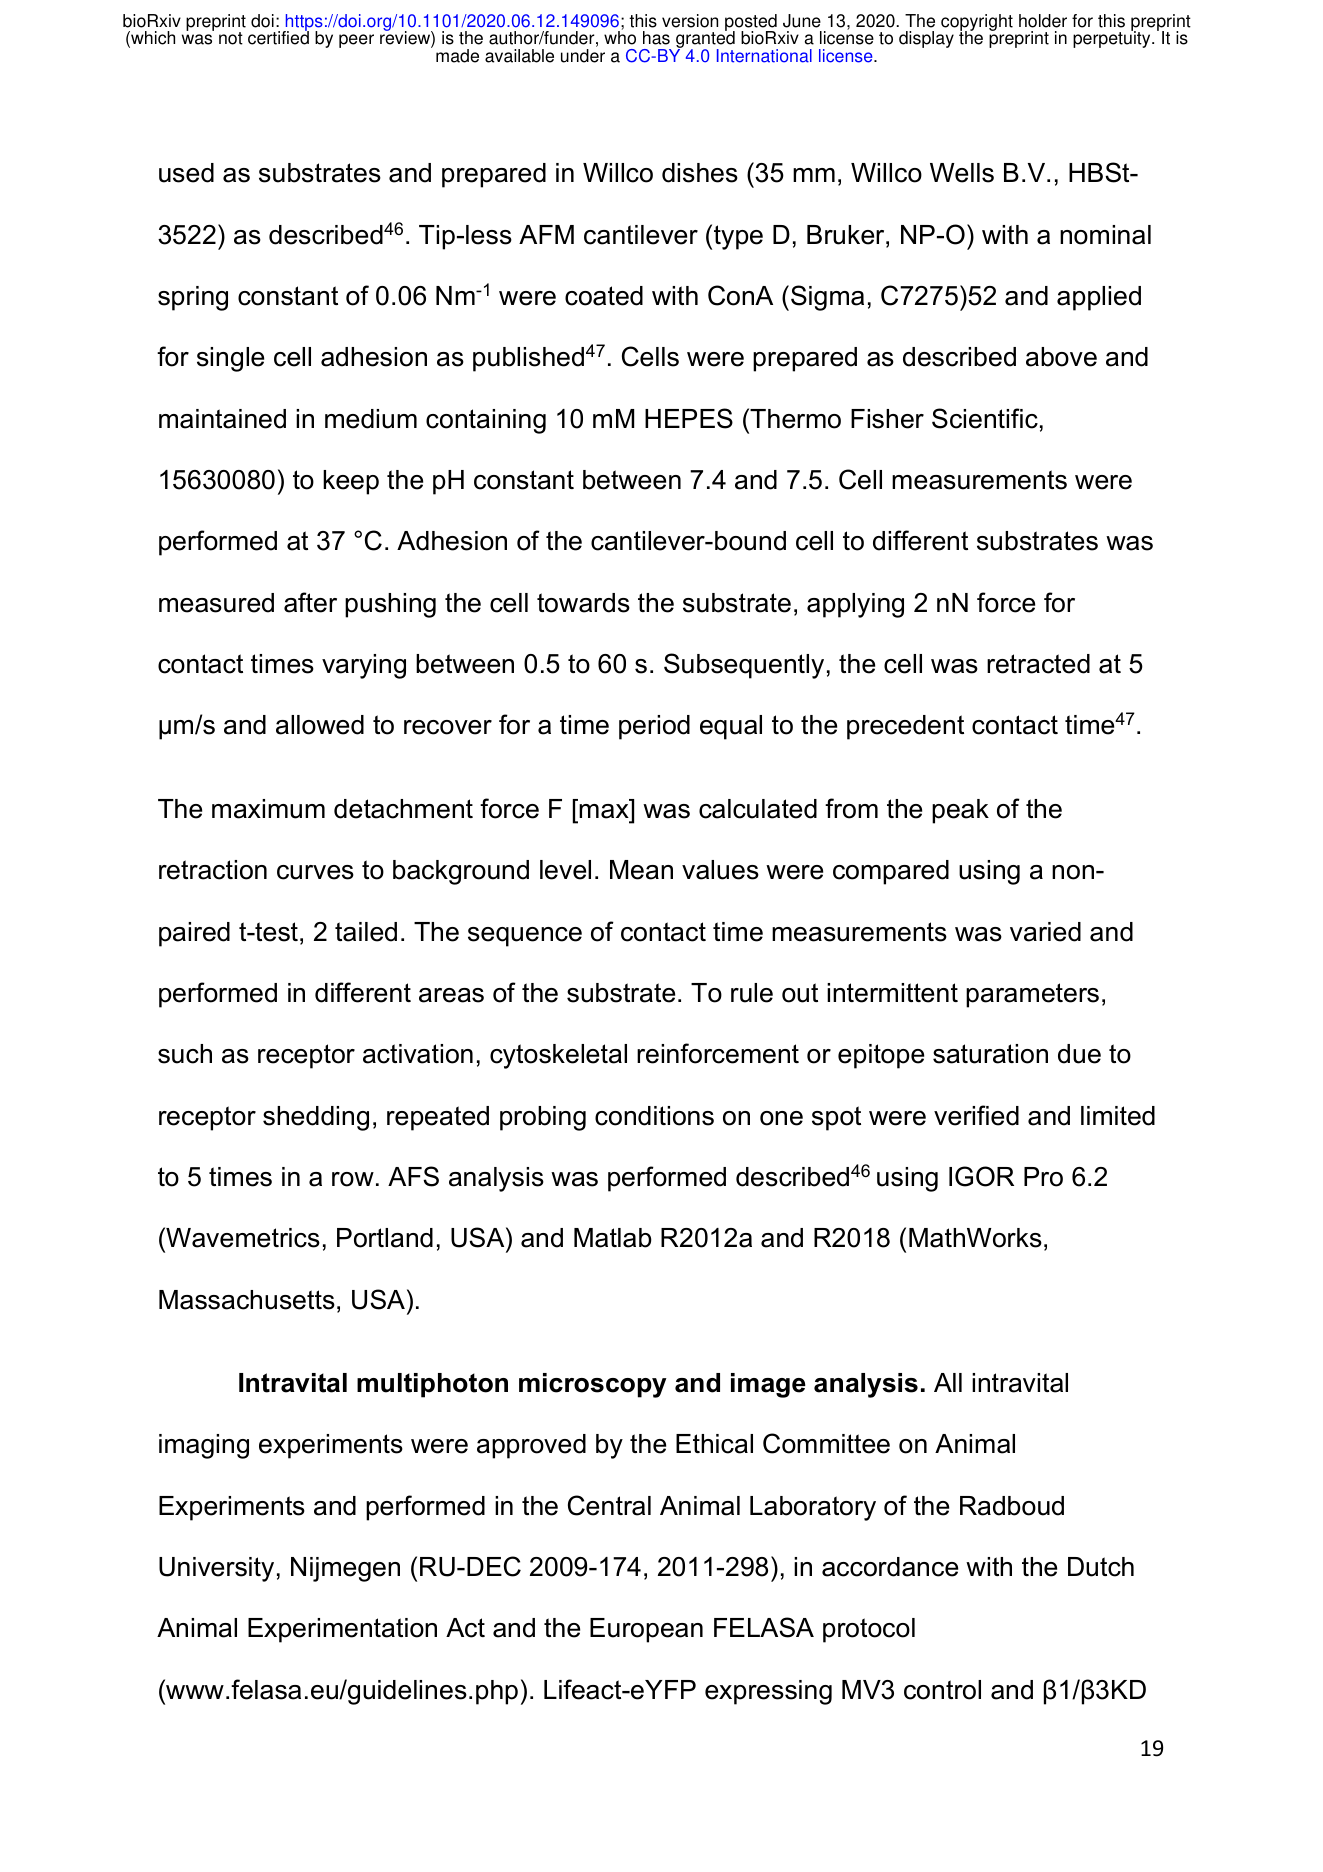 bioRxiv preprint doi: https://doi.org/10.1101/2020.06.12.149096; this version posted June 13, 2020. The copyright holder for this preprint
(which was not certified by peer review) is the author/funder, who has granted bioRxiv a license to display the preprint in perpetuity. It is
made available under a CC-BY 4.0 International license.
used as substrates and prepared in Willco dishes (35 mm, Willco Wells B.V., HBSt-
3522) as described⁴⁶. Tip-less AFM cantilever (type D, Bruker, NP-O) with a nominal
spring constant of 0.06 Nm⁻¹ were coated with ConA (Sigma, C7275)52 and applied
for single cell adhesion as published⁴⁷. Cells were prepared as described above and
maintained in medium containing 10 mM HEPES (Thermo Fisher Scientific,
15630080) to keep the pH constant between 7.4 and 7.5. Cell measurements were
performed at 37 °C. Adhesion of the cantilever-bound cell to different substrates was
measured after pushing the cell towards the substrate, applying 2 nN force for
contact times varying between 0.5 to 60 s. Subsequently, the cell was retracted at 5
µm/s and allowed to recover for a time period equal to the precedent contact time⁴⁷.
The maximum detachment force F [max] was calculated from the peak of the
retraction curves to background level. Mean values were compared using a non-
paired t-test, 2 tailed. The sequence of contact time measurements was varied and
performed in different areas of the substrate. To rule out intermittent parameters,
such as receptor activation, cytoskeletal reinforcement or epitope saturation due to
receptor shedding, repeated probing conditions on one spot were verified and limited
to 5 times in a row. AFS analysis was performed described⁴⁶ using IGOR Pro 6.2
(Wavemetrics, Portland, USA) and Matlab R2012a and R2018 (MathWorks,
Massachusetts, USA).
Intravital multiphoton microscopy and image analysis. All intravital
imaging experiments were approved by the Ethical Committee on Animal
Experiments and performed in the Central Animal Laboratory of the Radboud
University, Nijmegen (RU-DEC 2009-174, 2011-298), in accordance with the Dutch
Animal Experimentation Act and the European FELASA protocol
(www.felasa.eu/guidelines.php). Lifeact-eYFP expressing MV3 control and β1/β3KD
19